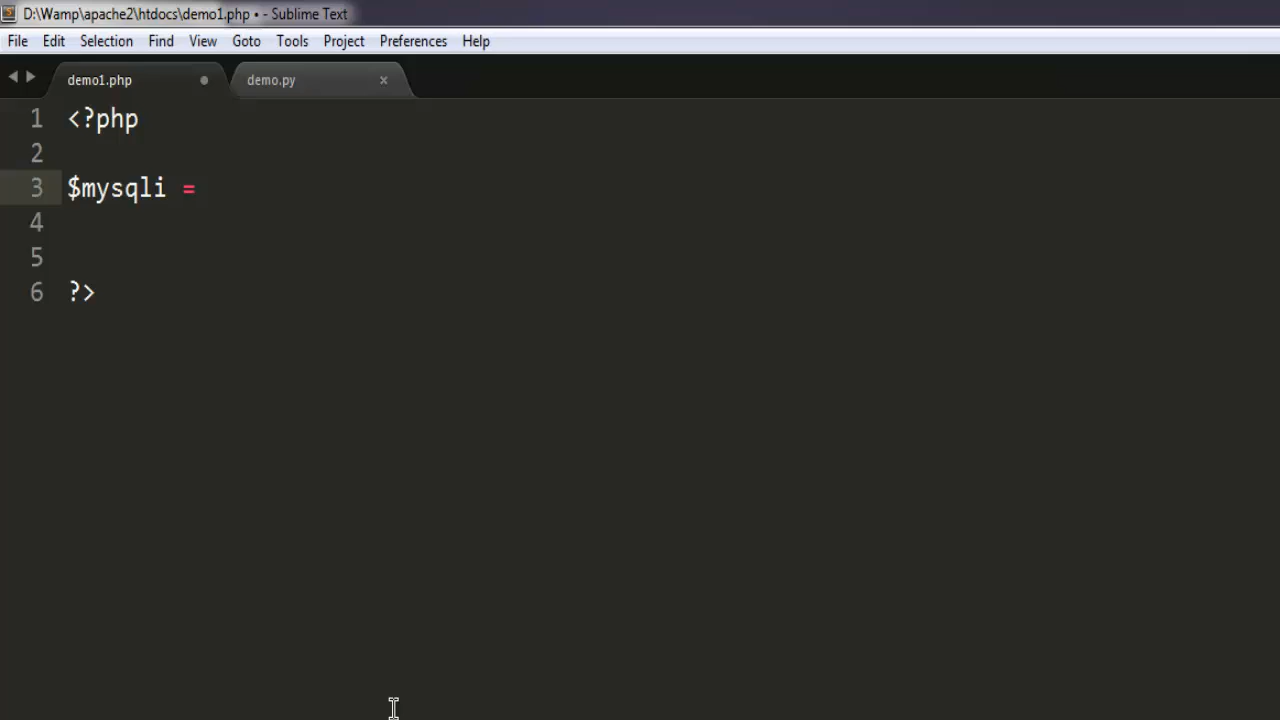 D:\Wamp\apache2\htdocs\demo1.php • - Sublime Text
File Edit Selection Find View Goto Tools Project Preferences Help
demo1.php demo.py ×
1 <?php
2
3 $mysqli =
4
5
6 ?>